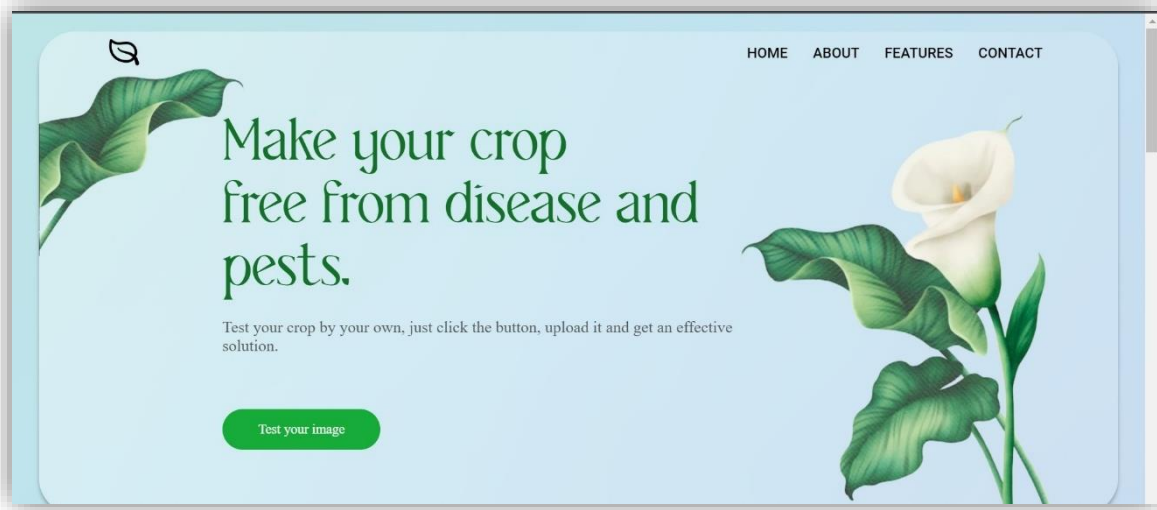 HOME ABOUT FEATURES CONTACT
Make your crop
free from disease and
pests.
Test your crop by your own, just click the button, upload it and get an effective
solution.
Test your image